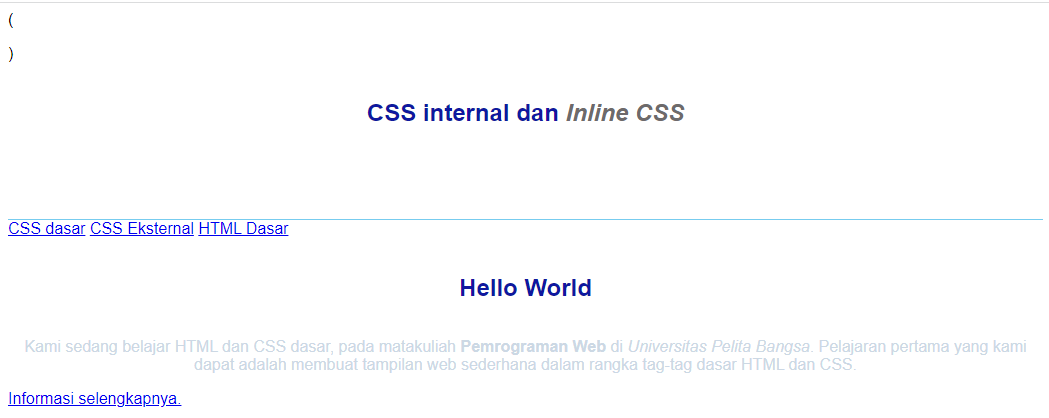 (
)
CSS internal dan Inline CSS
CSS dasar CSS Eksternal HTML Dasar
Hello World
Kami sedang belajar HTML dan CSS dasar, pada matakuliah Pemrograman Web di Universitas Pelita Bangsa. Pelajaran pertama yang kami
dapat adalah membuat tampilan web sederhana dalam rangka tag-tag dasar HTML dan CSS.
Informasi selengkapnya.